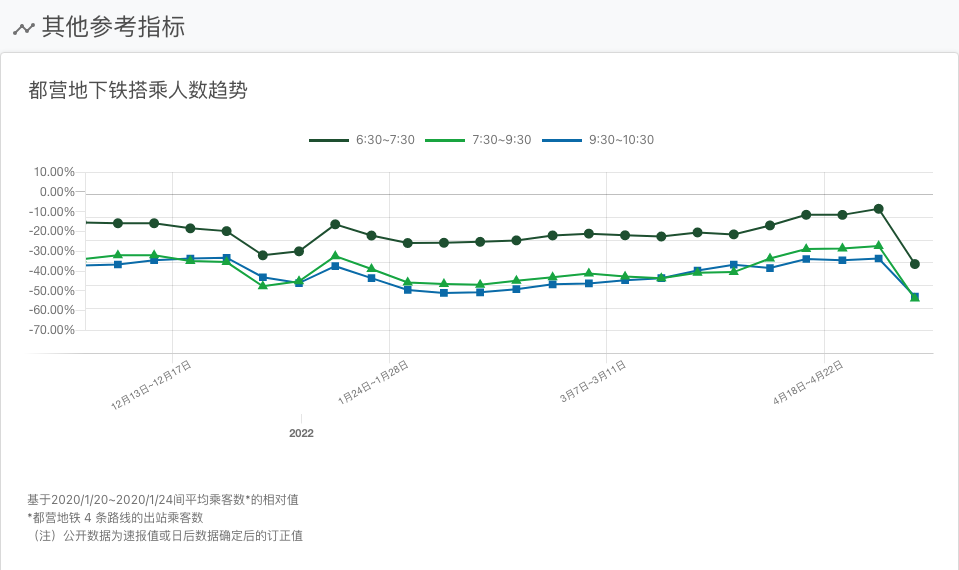 其他参考指标
都营地下铁搭乘人数趋势
6:30~7:30 7:30~9:30 9:30~10:30
10.00%
0.00%
-10.00%
-20.00%
-30.00%
-40.00%
-50.00%
-60.00%
-70.00%
12月13日~12月17日 1月24日~1月28日 3月7日~3月11日 4月18日~4月22日
2022
基于2020/1/20~2020/1/24间平均乘客数*的相对值
*都营地铁 4 条路线的出站乘客数
（注）公开数据为速报值或日后数据确定后的订正值